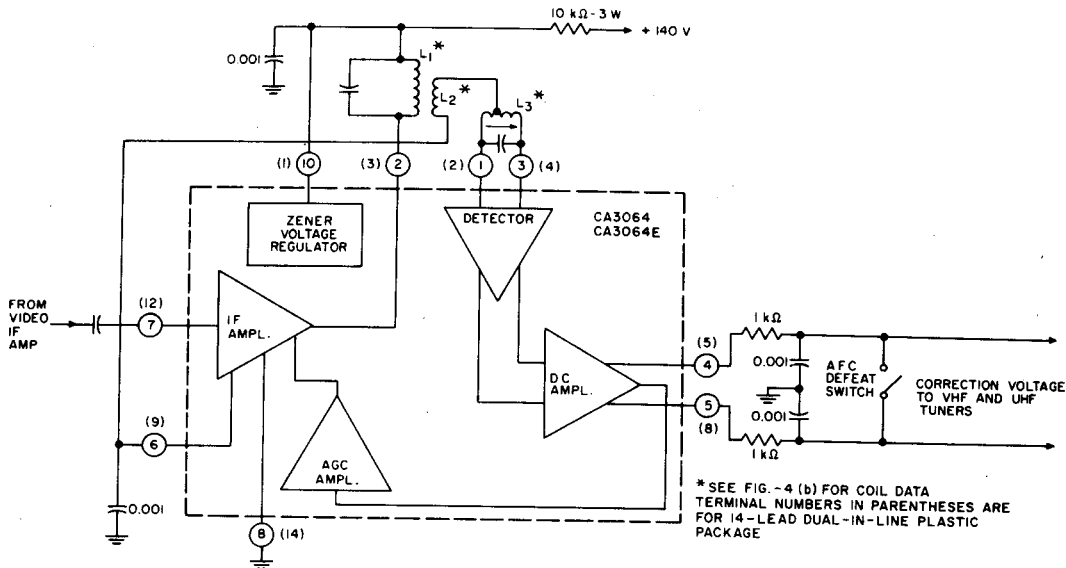 10 kΩ-3 W
+ 140 V
0.001
L1*
L2*
L3*
(1) 10
(3) 2
(2) 1
3 (4)
ZENER
VOLTAGE
REGULATOR
DETECTOR
CA3064
CA3064E
FROM
VIDEO
IF
AMP
(12)
7
IF
AMPL.
DC
AMPL.
(5)
4
1 kΩ
0.001
AFC
DEFEAT
SWITCH
CORRECTION VOLTAGE
TO VHF AND UHF
TUNERS
5
(8)
0.001
1 kΩ
(9)
6
AGC
AMPL.
0.001
8 (14)
*SEE FIG.-4 (b) FOR COIL DATA
TERMINAL NUMBERS IN PARENTHESES ARE
FOR 14-LEAD DUAL-IN-LINE PLASTIC
PACKAGE